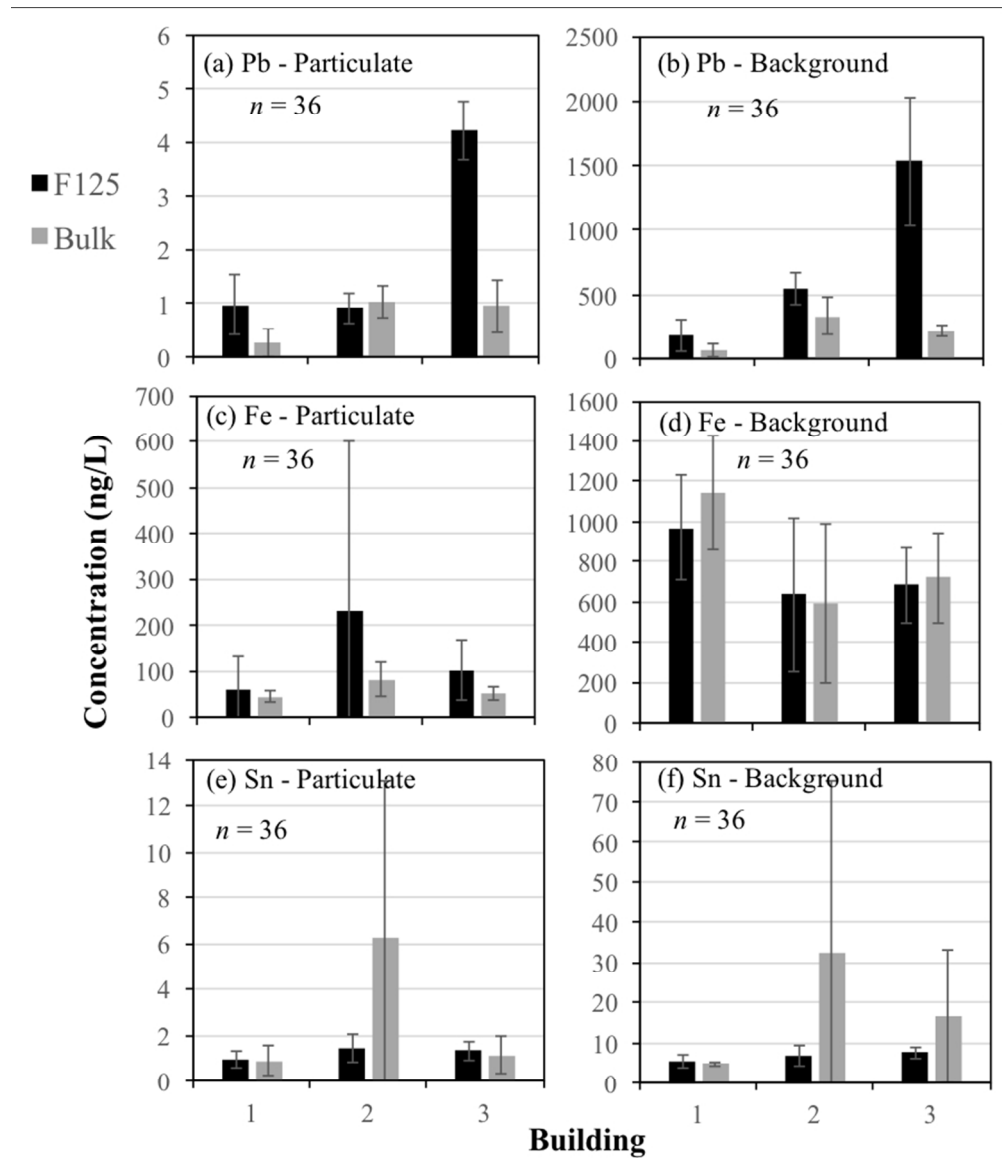 (a) Pb - Particulate
n = 36
6
5
4
3
2
1
0
(b) Pb - Background
n = 36
2500
2000
1500
1000
500
0
F125
Bulk
(c) Fe - Particulate
n = 36
700
600
500
400
300
200
100
0
(d) Fe - Background
n = 36
1600
1400
1200
1000
800
600
400
200
0
Concentration (ng/L)
(e) Sn - Particulate
n = 36
14
12
10
8
6
4
2
0
1 2 3
(f) Sn - Background
n = 36
80
70
60
50
40
30
20
10
0
1 2 3
Building